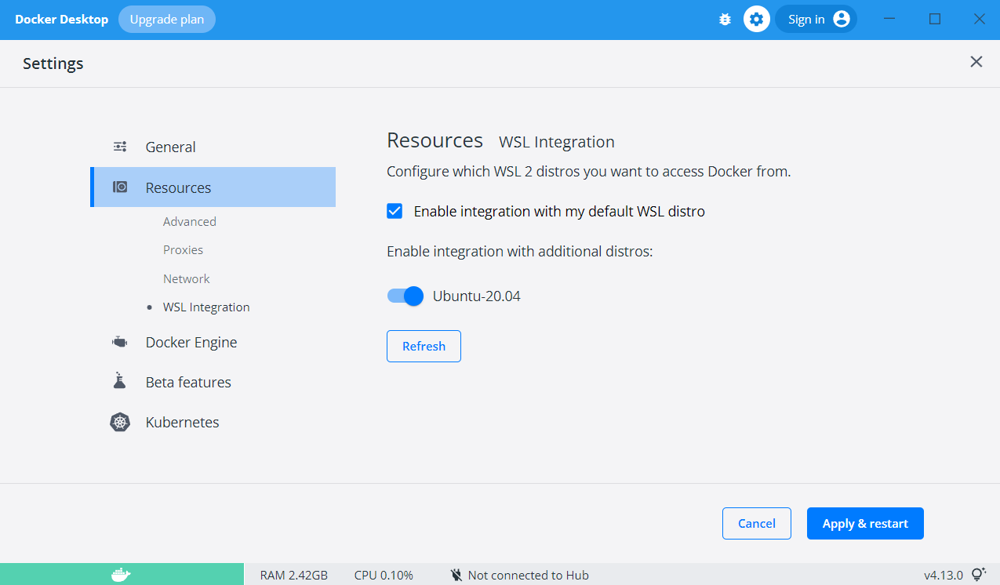 Docker Desktop Upgrade plan Sign in
Settings
General
Resources
Advanced
Proxies
Network
WSL Integration
Docker Engine
Beta features
Kubernetes
Resources WSL Integration
Configure which WSL 2 distros you want to access Docker from.
Enable integration with my default WSL distro
Enable integration with additional distros:
Ubuntu-20.04
Refresh
Cancel Apply & restart
RAM 2.42GB CPU 0.10% Not connected to Hub v4.13.0